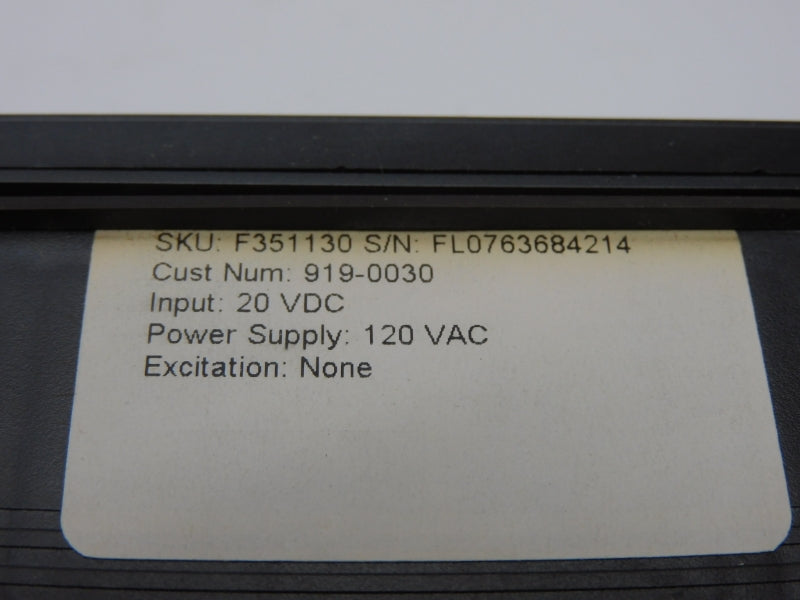 SKU: F351130 S/N: FL0763684214
Cust Num: 919-0030
Input: 20 VDC
Power Supply: 120 VAC
Excitation: None